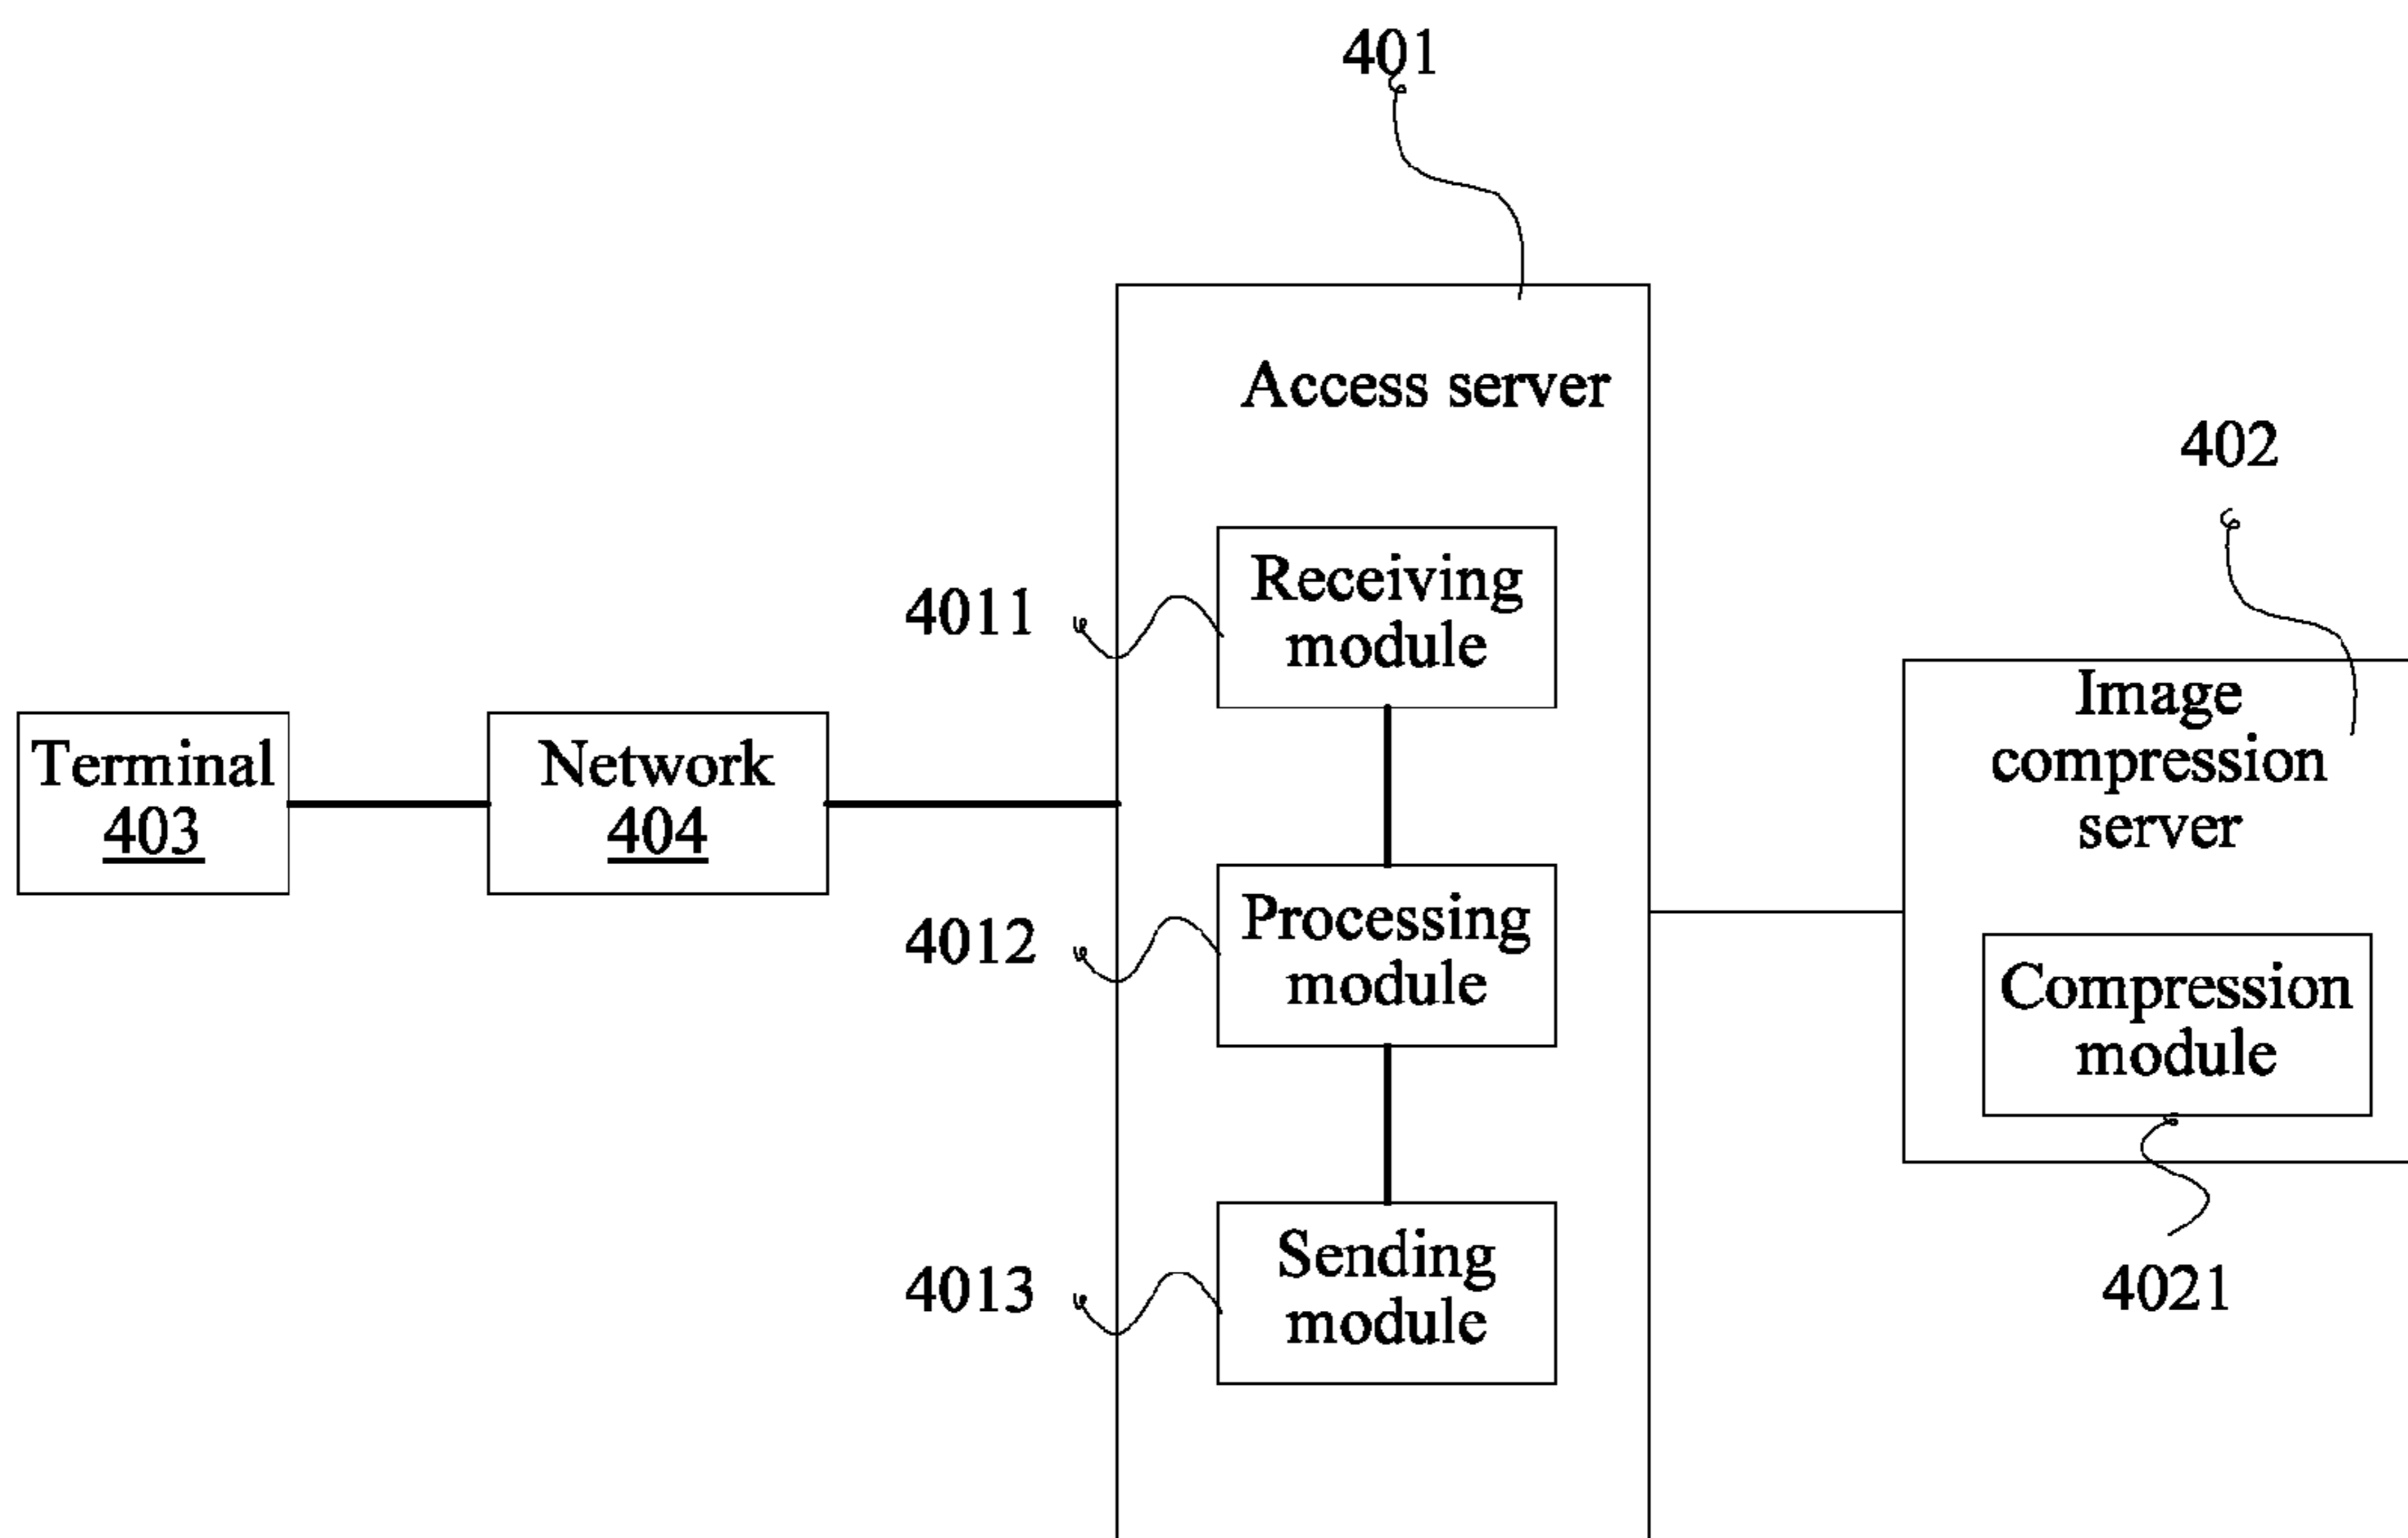 401
Access server
402
Receiving
module
4011
Image
compression
server
Terminal
403
Network
404
Processing
module
4012
Compression
module
Sending
module
4013
4021